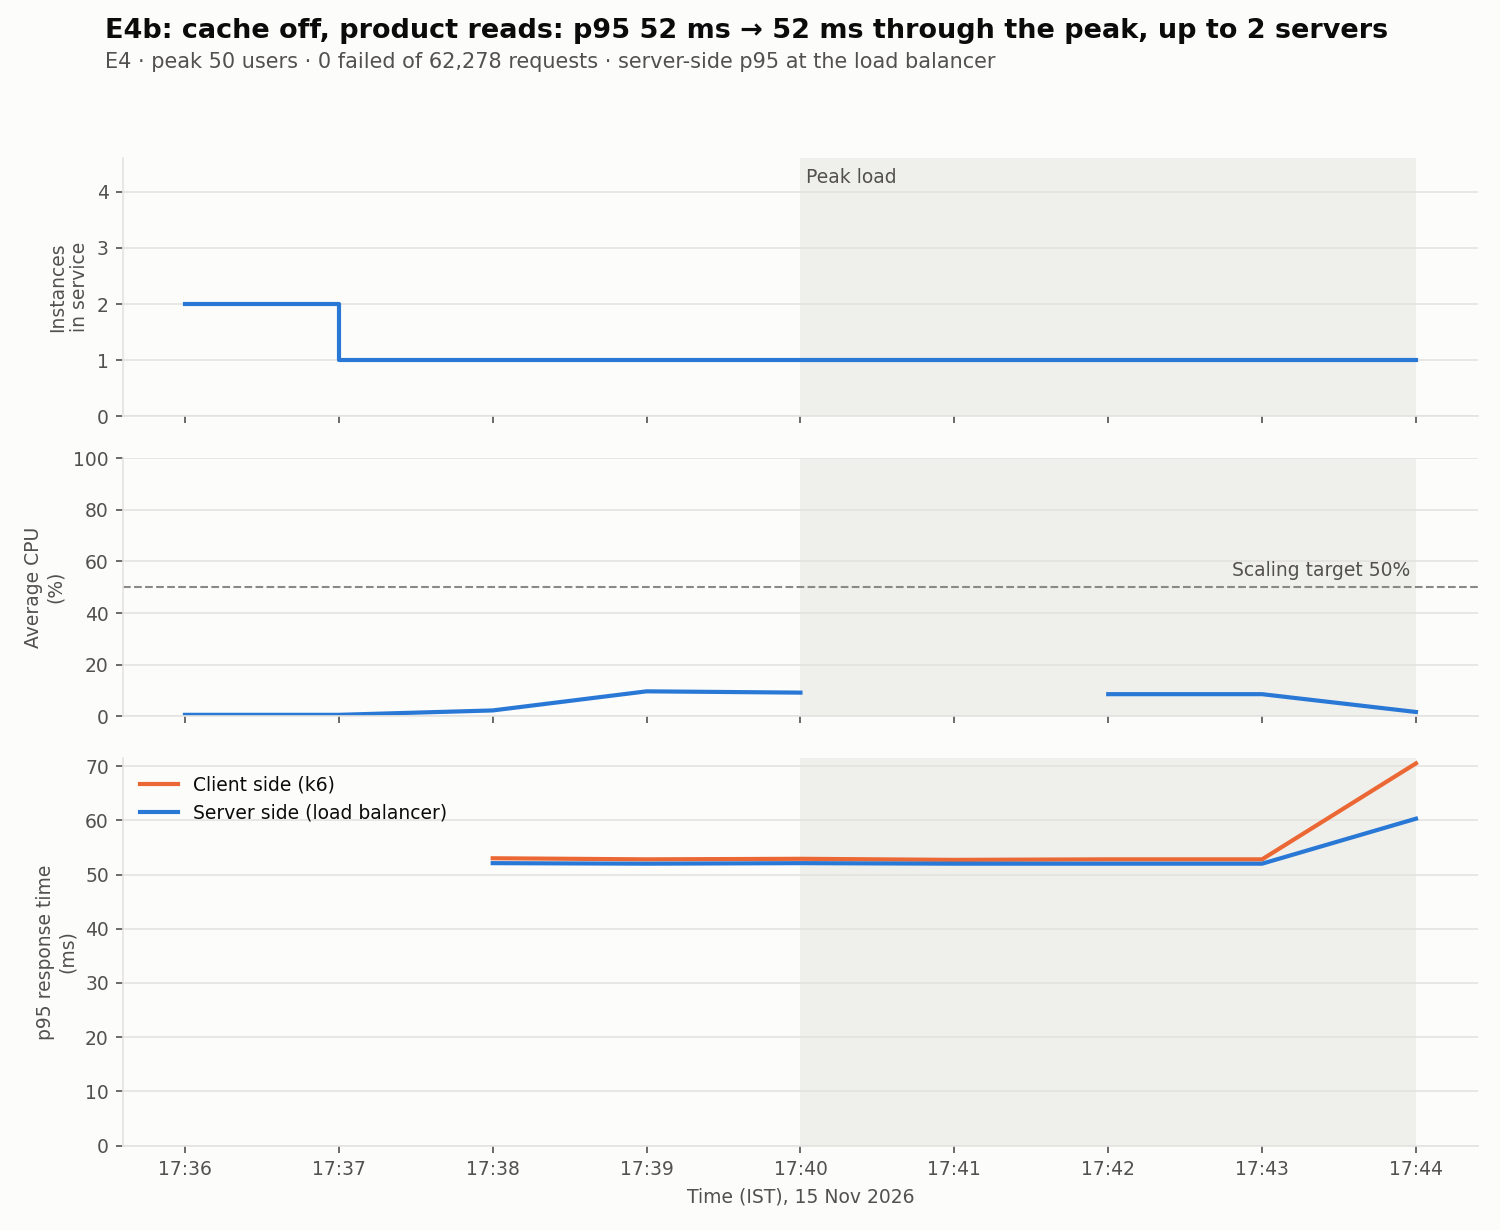 E4b: cache off, product reads: p95 52 ms → 52 ms through the peak, up to 2 servers
E4 · peak 50 users · 0 failed of 62,278 requests · server-side p95 at the load balancer
Peak load
4
3
2
1
0
Instances
in service
100
80
60
40
20
0
Average CPU
(%)
Scaling target 50%
70
60
50
40
30
20
10
0
p95 response time
(ms)
Client side (k6)
Server side (load balancer)
17:36 17:37 17:38 17:39 17:40 17:41 17:42 17:43 17:44
Time (IST), 15 Nov 2026